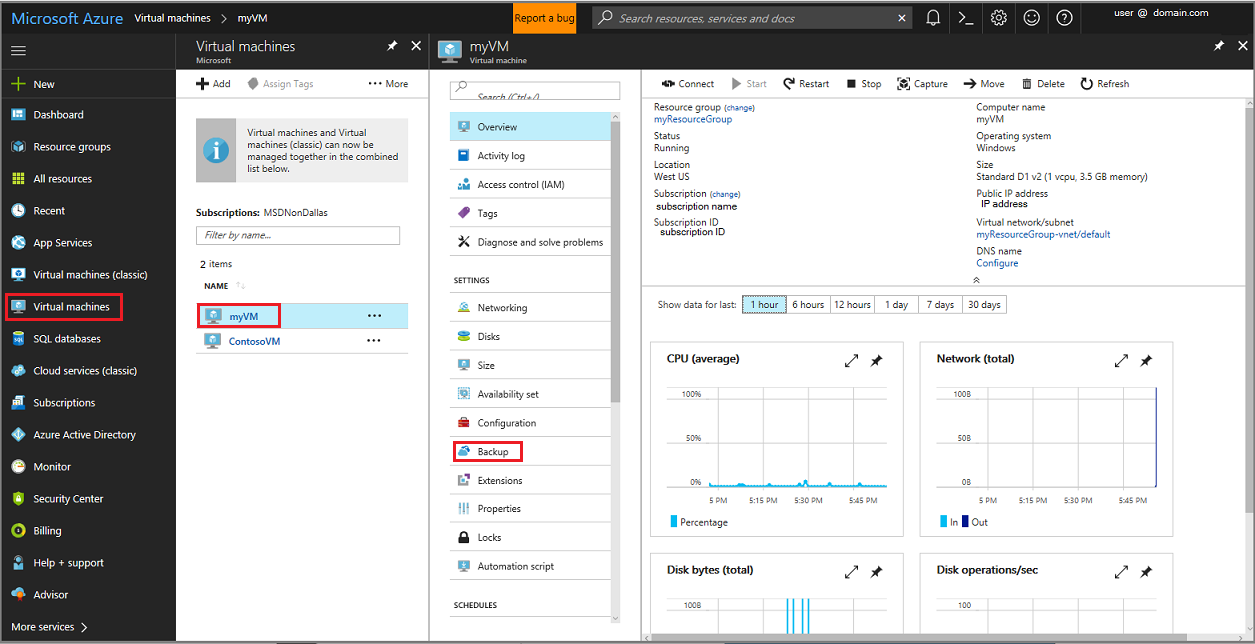 Microsoft Azure Virtual machines > myVM
Report a bug
Search resources, services and docs
user @ domain.com
New
Dashboard
Resource groups
All resources
Recent
App Services
Virtual machines (classic)
Virtual machines
SQL databases
Cloud services (classic)
Subscriptions
Azure Active Directory
Monitor
Security Center
Billing
Help + support
Advisor
More services >
Virtual machines
Microsoft
Add Assign Tags ··· More
Virtual machines and Virtual
machines (classic) can now be
managed together in the combined
list below.
Subscriptions: MSDNonDallas
Filter by name...
2 items
NAME
myVM ···
ContosoVM ···
myVM
Virtual machine
Search (Ctrl+/)
Overview
Activity log
Access control (IAM)
Tags
Diagnose and solve problems
SETTINGS
Networking
Disks
Size
Availability set
Configuration
Backup
Extensions
Properties
Locks
Automation script
SCHEDULES
Connect Start Restart Stop Capture Move Delete Refresh
Resource group (change)
myResourceGroup
Status
Running
Location
West US
Subscription (change)
subscription name
Subscription ID
subscription ID
Computer name
myVM
Operating system
Windows
Size
Standard D1 v2 (1 vcpu, 3.5 GB memory)
Public IP address
IP address
Virtual network/subnet
myResourceGroup-vnet/default
DNS name
Configure
Show data for last: 1 hour 6 hours 12 hours 1 day 7 days 30 days
CPU (average)
100%
50%
0%
5 PM 5:15 PM 5:30 PM 5:45 PM
Percentage
Network (total)
100B
50B
0B
5 PM 5:15 PM 5:30 PM 5:45 PM
In Out
Disk bytes (total)
100B
Disk operations/sec
100